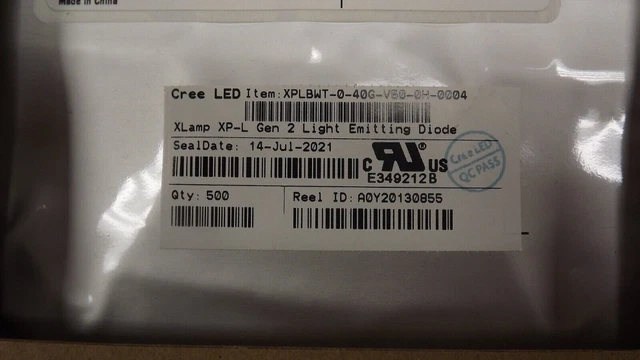 Made in China
Cree LED Item:XPLBWT-0-40G-V50-0H-0004
XLamp XP-L Gen 2 Light Emitting Diode
SealDate: 14-Jul-2021
C RU® US
E349212B
Cree LED
QC PASS
Qty: 500
Reel ID: A0Y20130855